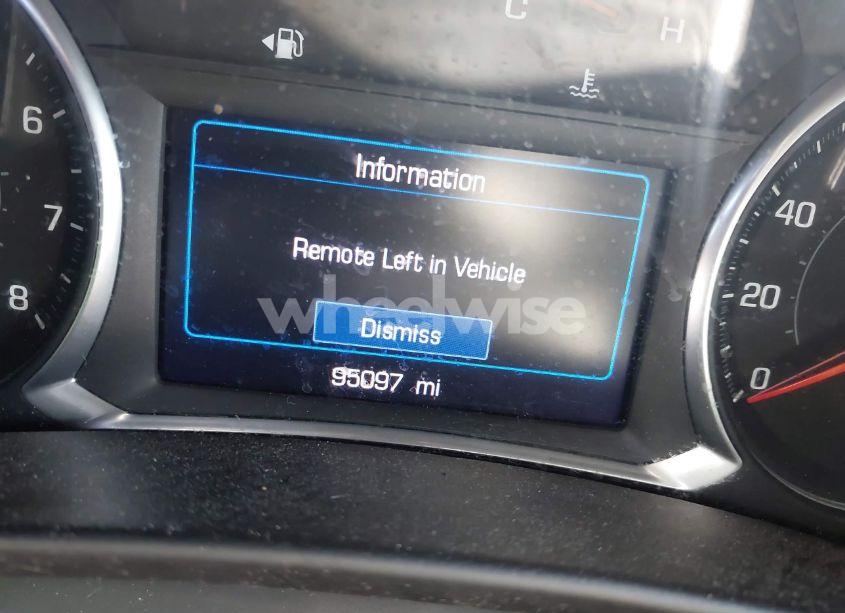 C
H
6
7
8
Information
Remote Left in Vehicle
wheelwise
Dismiss
95097 mi
40
20
0